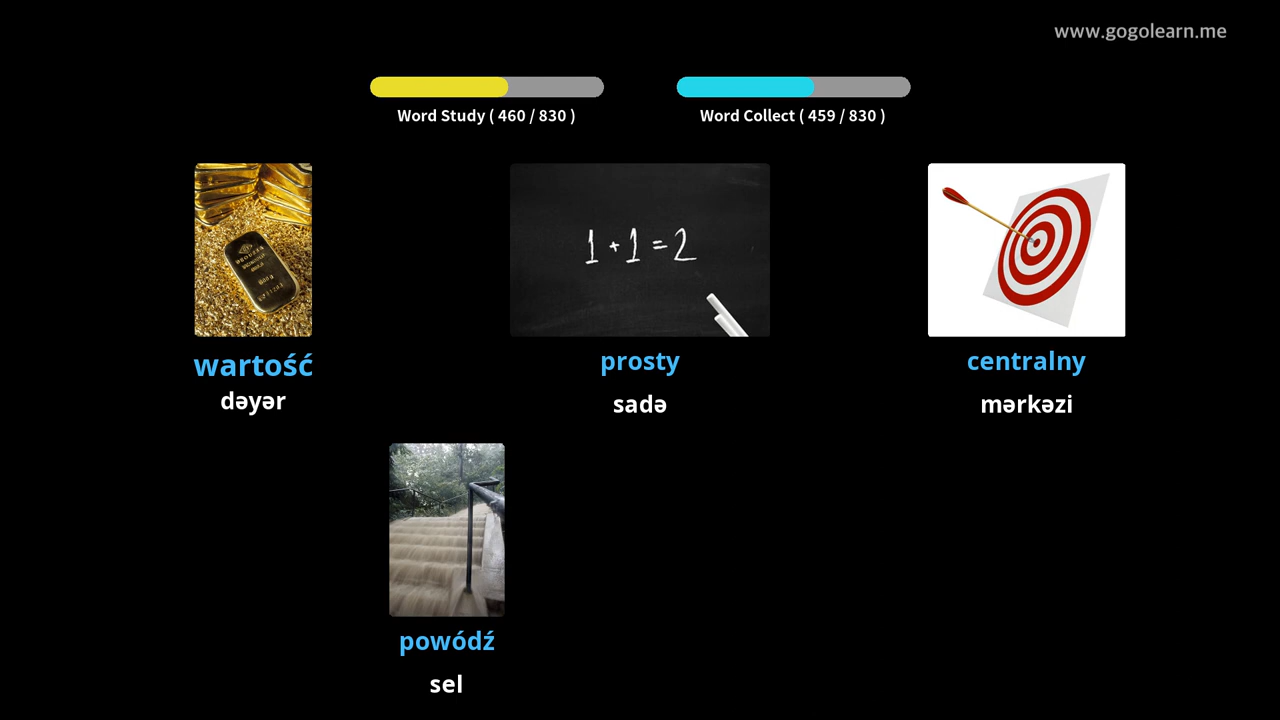 www.gogolearn.me
Word Study ( 460 / 830 )
Word Collect ( 459 / 830 )
1 + 1 = 2
wartość
prosty
centralny
dəyər
sadə
mərkəzi
powódź
sel